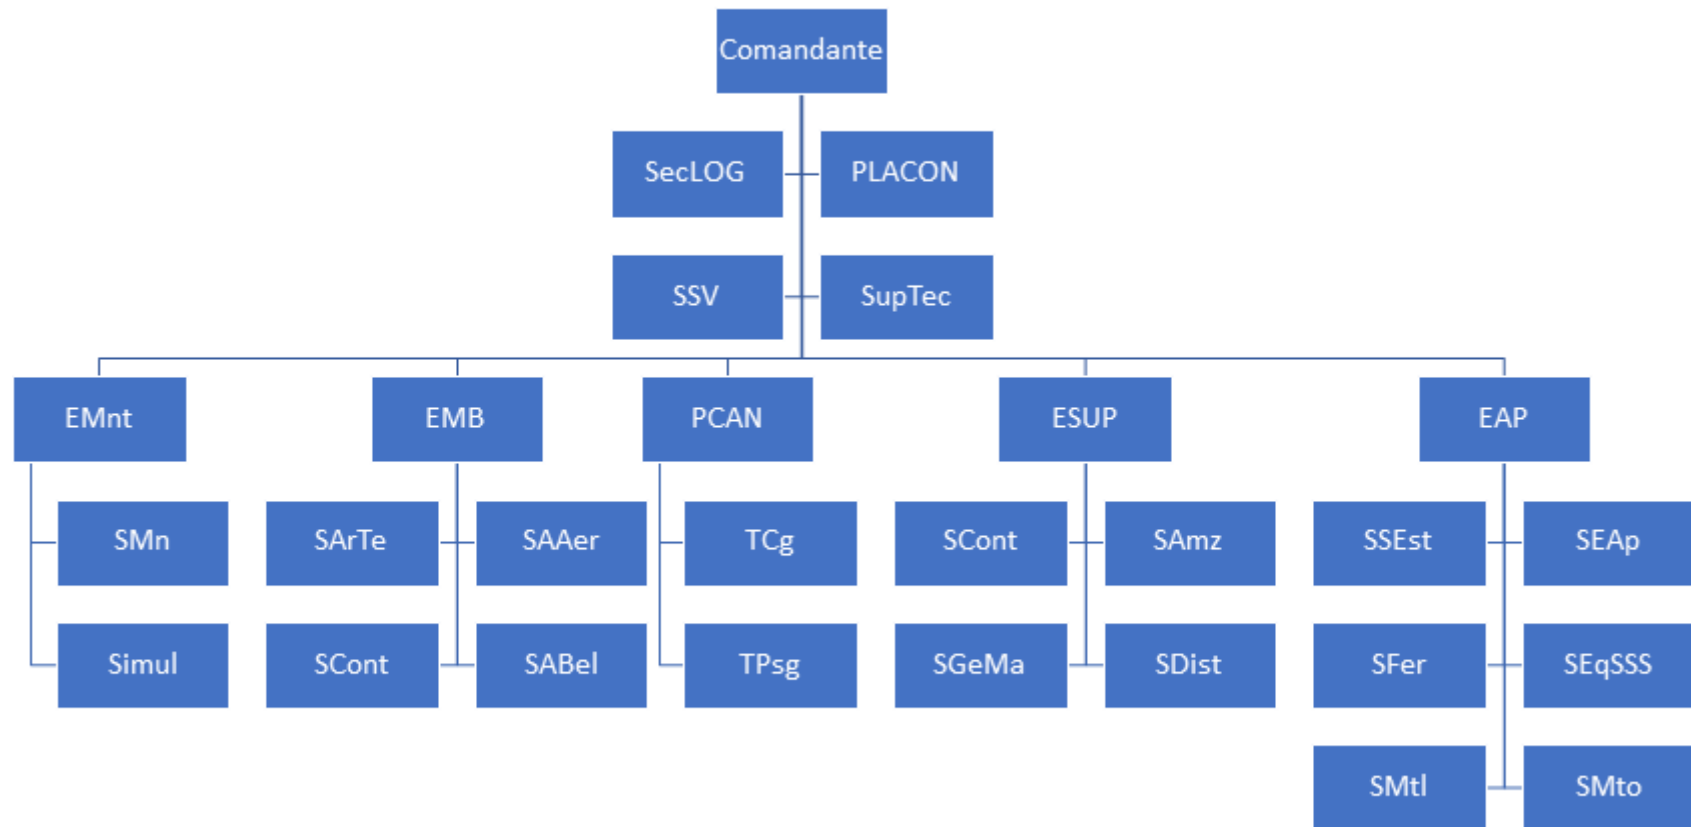 Comandante
SecLOG
PLACON
SSV
SupTec
EMnt
EMB
PCAN
ESUP
EAP
SMn
SArTe
SAAer
TCg
SCont
SAmz
SSEst
SEAp
Simul
SCont
SABel
TPsg
SGeMa
SDist
SFer
SEqSSS
SMtl
SMto